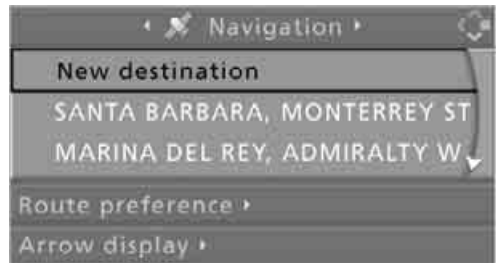 Navigation
New destination
SANTA BARBARA, MONTERREY ST
MARINA DEL REY, ADMIRALTY W
Route preference
Arrow display